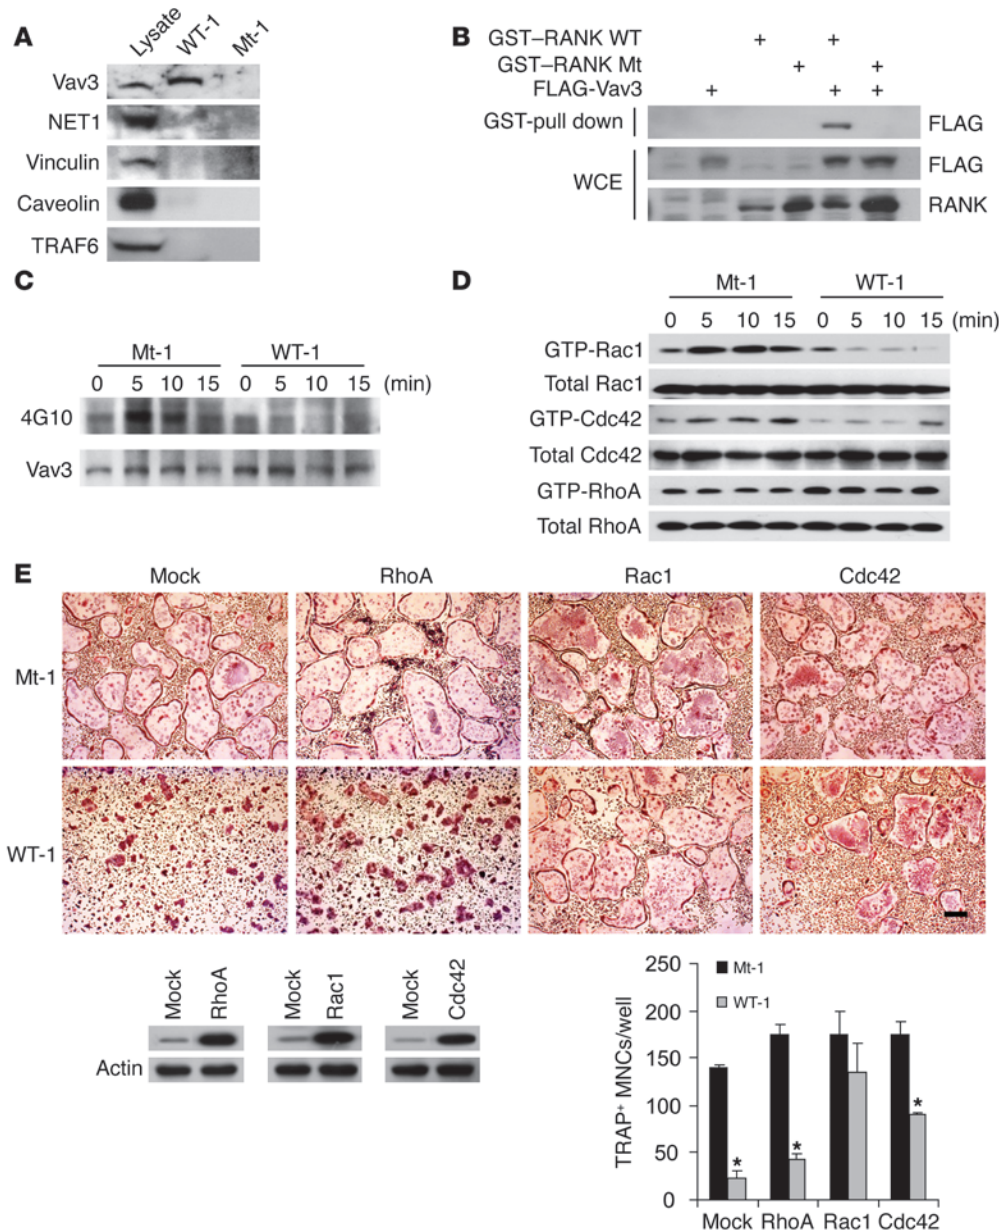 A
Lysate WT-1 Mt-1
Vav3
NET1
Vinculin
Caveolin
TRAF6
B
GST–RANK WT + +
GST–RANK Mt + +
FLAG-Vav3 + + +
GST-pull down FLAG
WCE FLAG
RANK
C
Mt-1 WT-1
0 5 10 15 0 5 10 15 (min)
4G10
Vav3
D
Mt-1 WT-1
0 5 10 15 0 5 10 15 (min)
GTP-Rac1
Total Rac1
GTP-Cdc42
Total Cdc42
GTP-RhoA
Total RhoA
E
Mock RhoA Rac1 Cdc42
Mt-1
WT-1
Mock RhoA Mock Rac1 Mock Cdc42
Actin
TRAP+ MNCs/well
250
200
150
100
50
0
Mt-1
WT-1
* * *
Mock RhoA Rac1 Cdc42